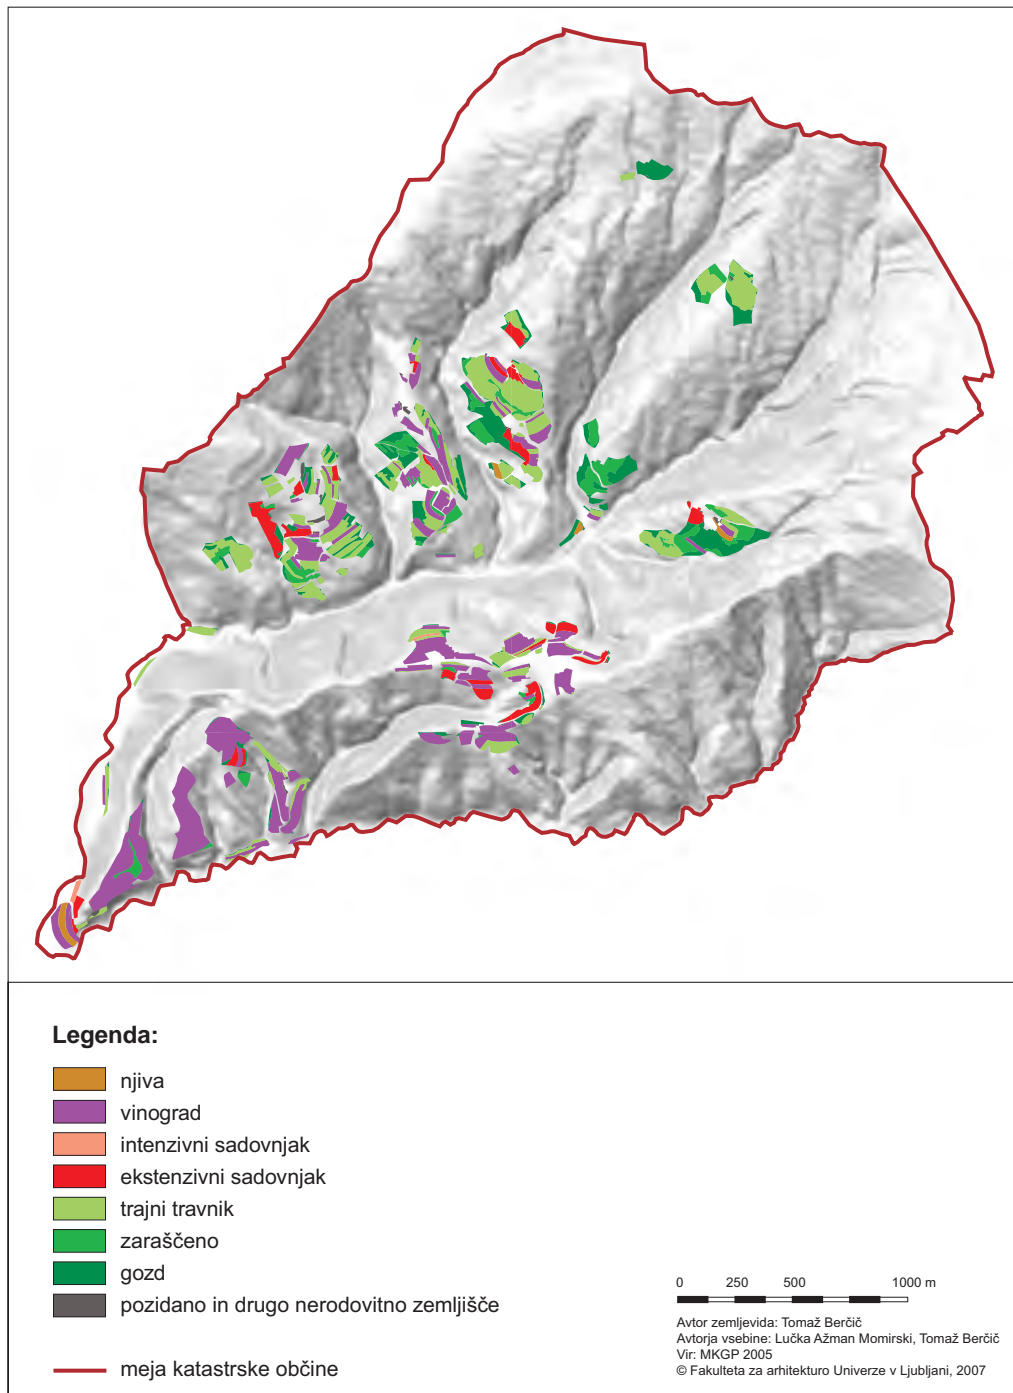 Legenda:
njiva
vinograd
intenzivni sadovnjak
ekstenzivni sadovnjak
trajni travnik
zaraščeno
gozd
pozidano in drugo nerodovitno zemljišče
meja katastrske občine
0 250 500 1000 m
Avtor zemljevida: Tomaž Berčič
Avtorja vsebine: Lučka Ažman Momirski, Tomaž Berčič
Vir: MKGP 2005
© Fakulteta za arhitekturo Univerze v Ljubljani, 2007